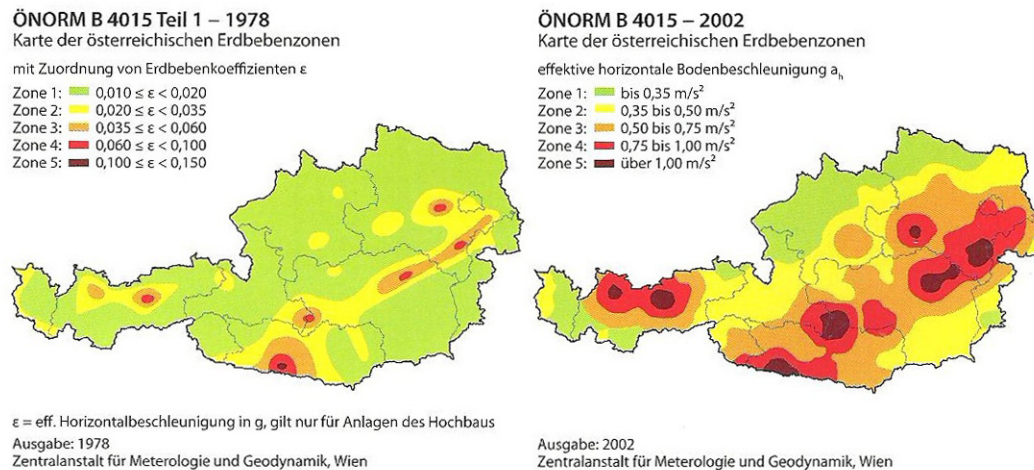 ÖNORM B 4015 Teil 1 – 1978
Karte der österreichischen Erdbebenzonen
mit Zuordnung von Erdbebenkoeffizienten ε
Zone 1: 0,010 ≤ ε < 0,020
Zone 2: 0,020 ≤ ε < 0,035
Zone 3: 0,035 ≤ ε < 0,060
Zone 4: 0,060 ≤ ε < 0,100
Zone 5: 0,100 ≤ ε < 0,150
ε = eff. Horizontalbeschleunigung in g, gilt nur für Anlagen des Hochbaus
Ausgabe: 1978
Zentralanstalt für Meterologie und Geodynamik, Wien
ÖNORM B 4015 – 2002
Karte der österreichischen Erdbebenzonen
effektive horizontale Bodenbeschleunigung aₕ
Zone 1: bis 0,35 m/s²
Zone 2: 0,35 bis 0,50 m/s²
Zone 3: 0,50 bis 0,75 m/s²
Zone 4: 0,75 bis 1,00 m/s²
Zone 5: über 1,00 m/s²
Ausgabe: 2002
Zentralanstalt für Meterologie und Geodynamik, Wien